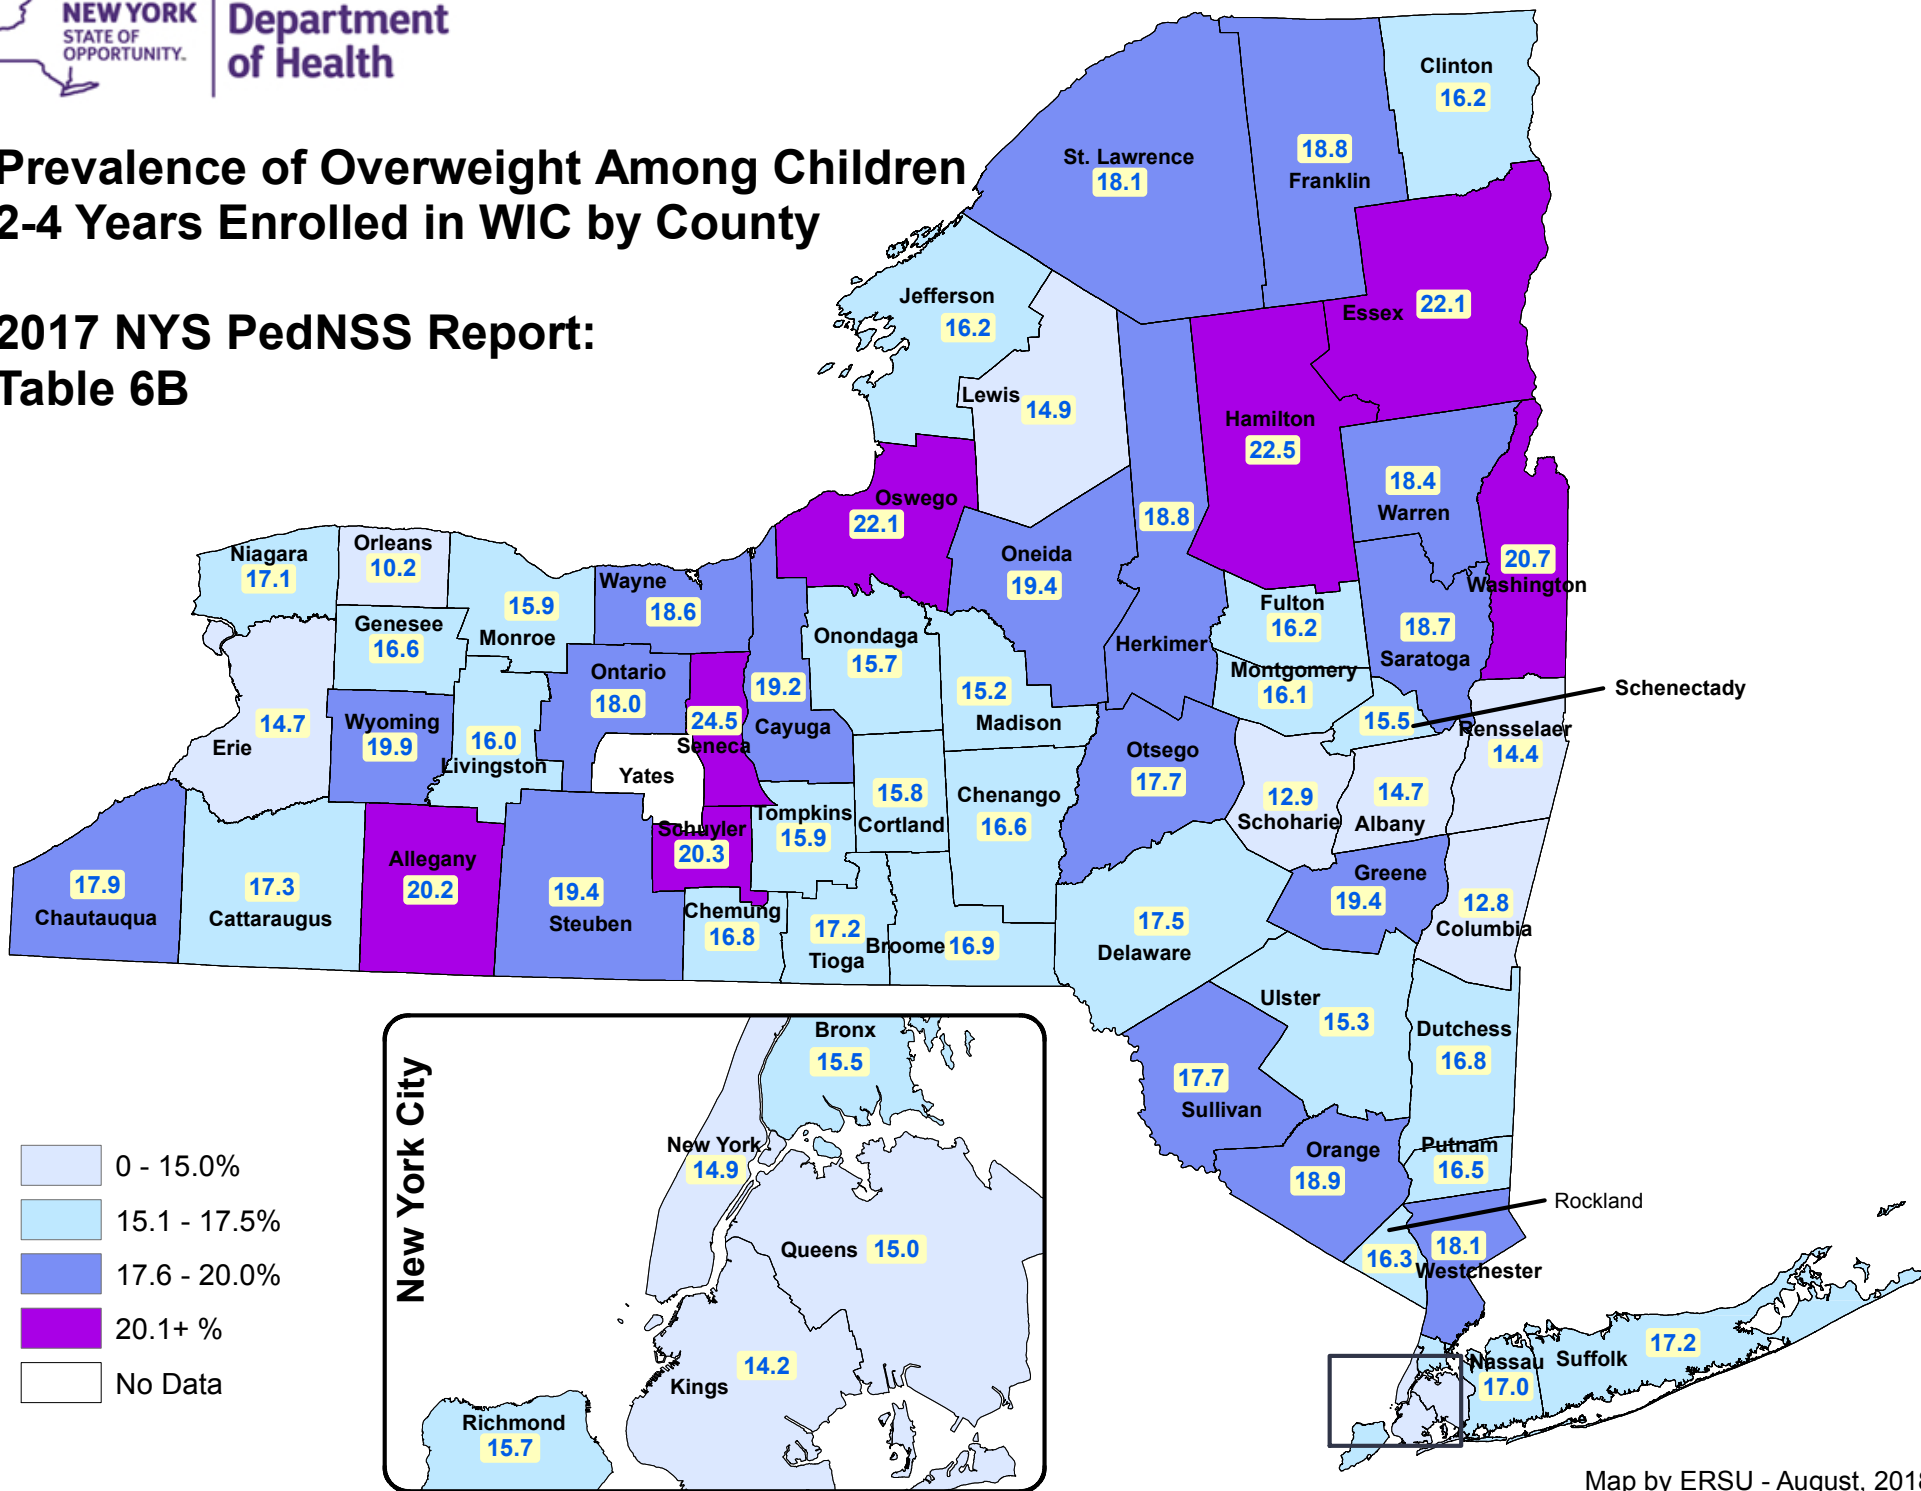 NEW YORK
STATE OF
OPPORTUNITY.
Department
of Health
Prevalence of Overweight Among Children
2-4 Years Enrolled in WIC by County
2017 NYS PedNSS Report:
Table 6B
Clinton
16.2
St. Lawrence
18.1
18.8
Franklin
Jefferson
16.2
Essex 22.1
Lewis 14.9
Hamilton
22.5
18.4
Warren
Oswego
22.1
18.8
Herkimer
Oneida
19.4
20.7
Washington
Niagara
17.1
Orleans
10.2
15.9
Monroe
Wayne
18.6
Genesee
16.6
Onondaga
15.7
Fulton
16.2
18.7
Saratoga
Montgomery
16.1
Schenectady
15.5
Ontario
18.0
19.2
Cayuga
15.2
Madison
24.5
Seneca
14.7
Erie
Wyoming
19.9
16.0
Livingston
Yates
Otsego
17.7
Rensselaer
14.4
12.9
Schoharie
14.7
Albany
15.8
Cortland
Chenango
16.6
Tompkins
15.9
Schuyler
20.3
17.9
Chautauqua
17.3
Cattaraugus
Allegany
20.2
19.4
Steuben
Chemung
16.8
17.2
Tioga
Broome 16.9
17.5
Delaware
Greene
19.4
12.8
Columbia
Ulster
15.3
Dutchess
16.8
17.7
Sullivan
Orange
18.9
Putnam
16.5
Rockland
16.3
18.1
Westchester
Nassau
17.0
Suffolk
17.2
New York City
Bronx
15.5
New York
14.9
Queens 15.0
14.2
Kings
Richmond
15.7
0 - 15.0%
15.1 - 17.5%
17.6 - 20.0%
20.1+ %
No Data
Map by ERSU - August, 2018